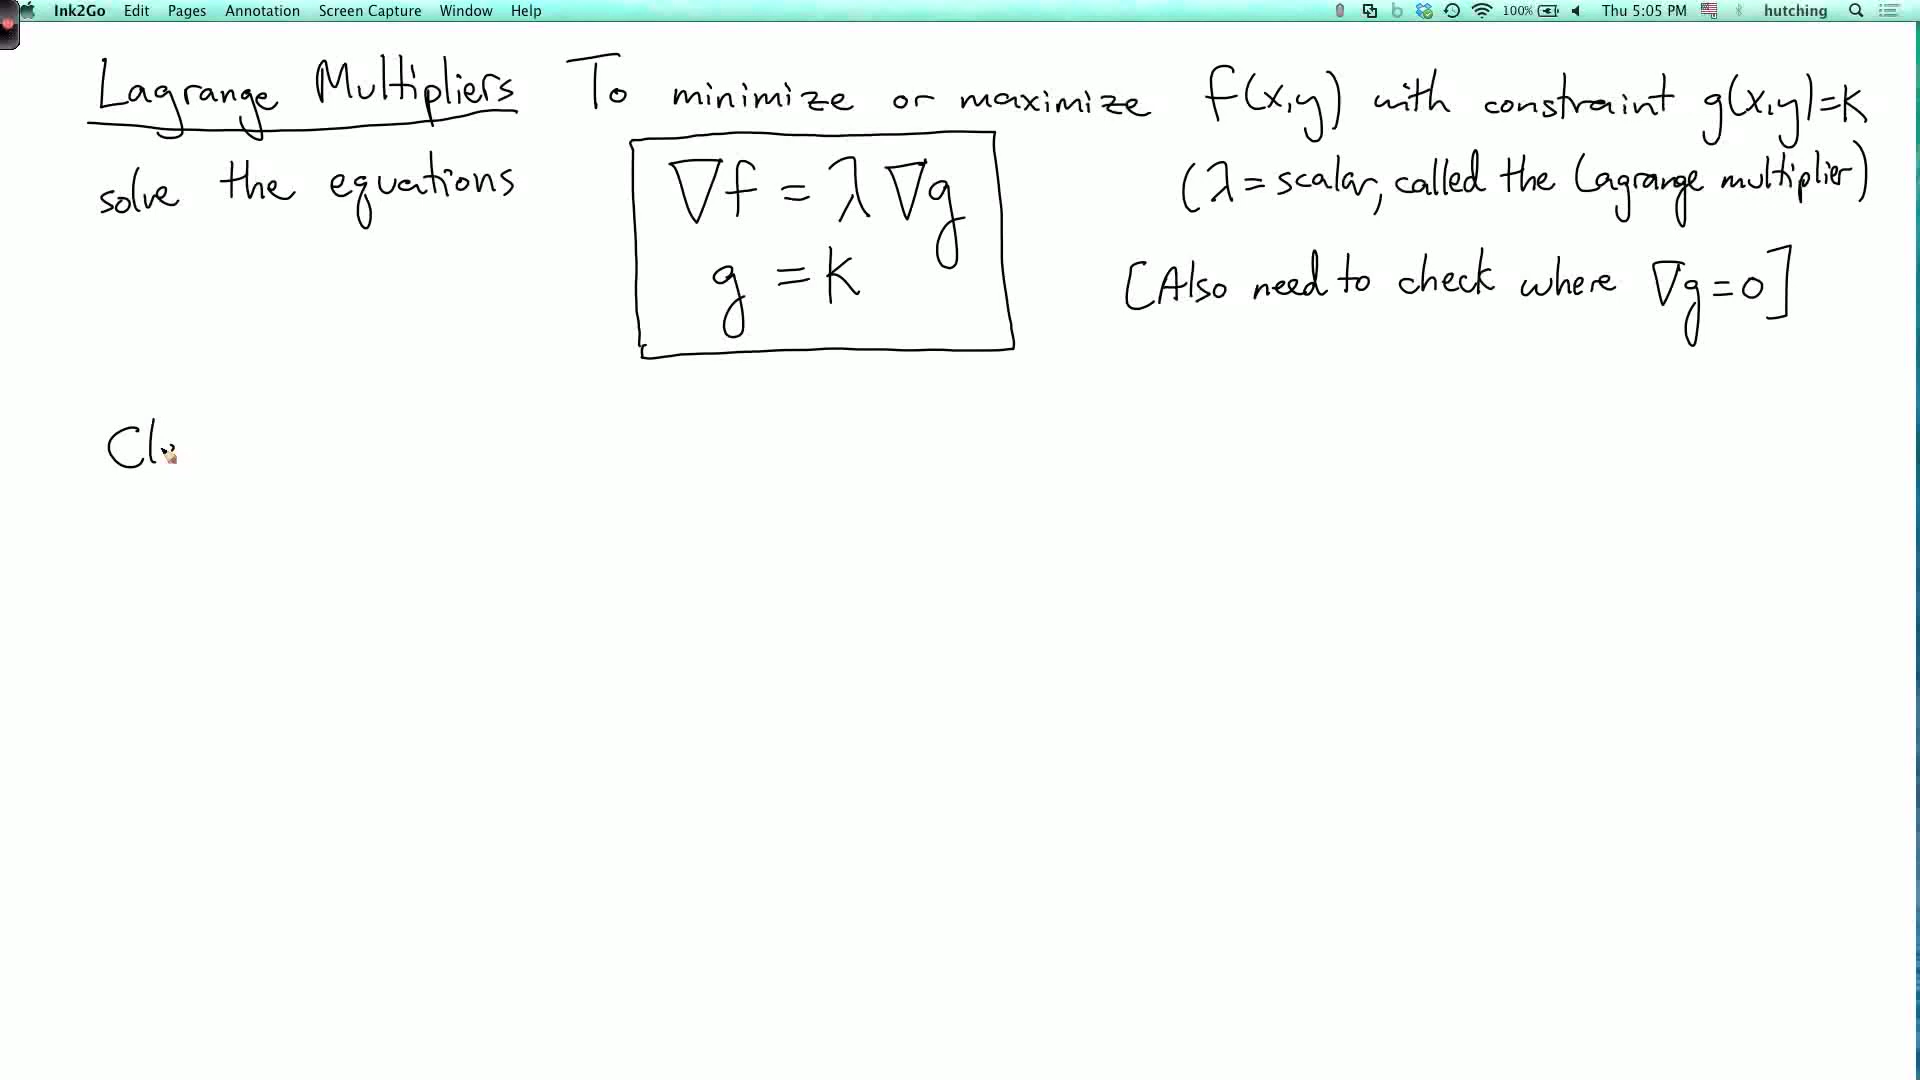 Ink2Go Edit Pages Annotation Screen Capture Window Help 100% Thu 5:05 PM hutching
Lagrange Multipliers To minimize or maximize f(x,y) with constraint g(x,y)=k
solve the equations
∇f = λ∇g
g = k
(λ = scalar, called the Lagrange multiplier)
[Also need to check where ∇g = 0]
Cl